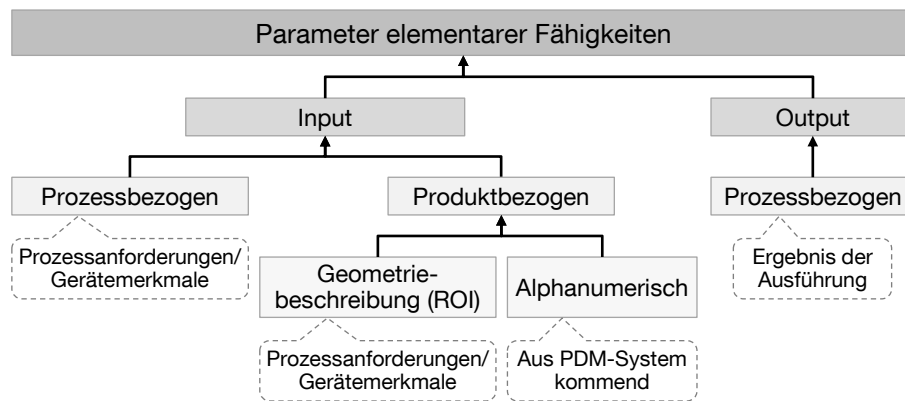 Parameter elementarer Fähigkeiten
Input
Output
Prozessbezogen
Produktbezogen
Prozessbezogen
Prozessanforderungen/
Gerätemerkmale
Ergebnis der
Ausführung
Geometrie-
beschreibung (ROI)
Alphanumerisch
Prozessanforderungen/
Gerätemerkmale
Aus PDM-System
kommend